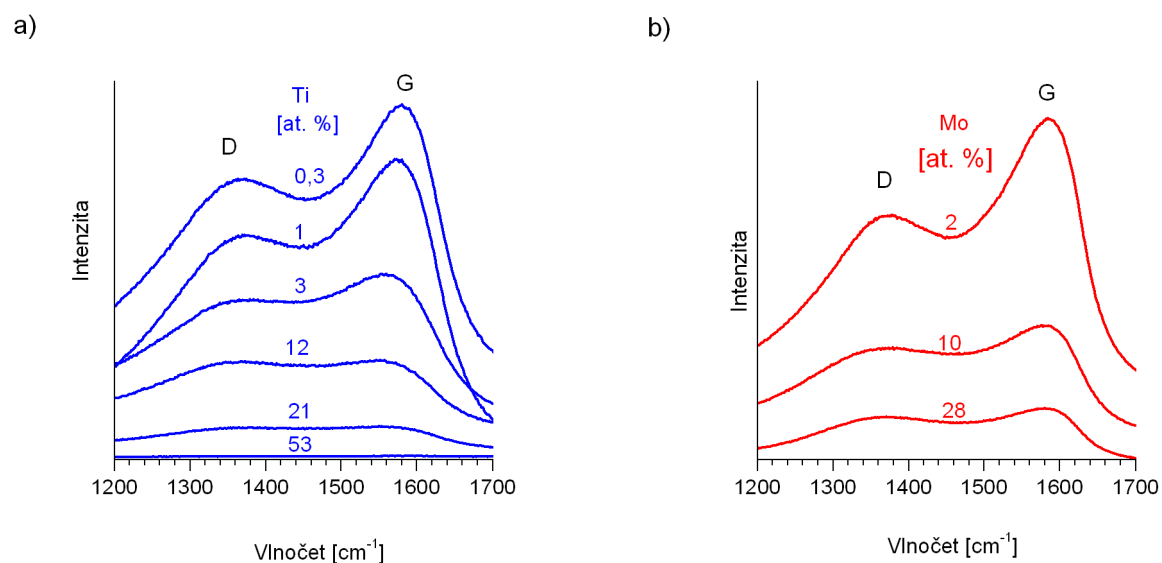 a)
Ti
[at. %]
D
G
0,3
1
3
12
21
53
Intenzita
1200 1300 1400 1500 1600 1700
Vlnočet [cm⁻¹]
b)
Mo
[at. %]
D
G
2
10
28
Intenzita
1200 1300 1400 1500 1600 1700
Vlnočet [cm⁻¹]